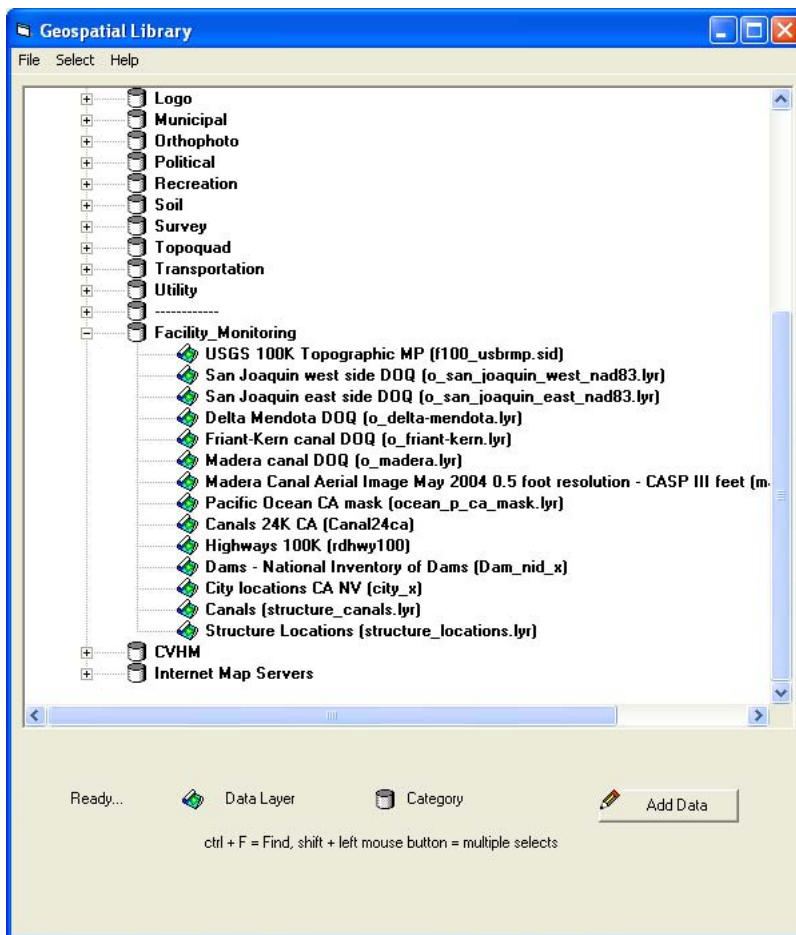 Geospatial Library
File Select Help
Logo
Municipal
Orthophoto
Political
Recreation
Soil
Survey
Topoquad
Transportation
Utility
------------
Facility_Monitoring
USGS 100K Topographic MP (f100_usbrmp.sid)
San Joaquin west side DOQ (o_san_joaquin_west_nad83.lyr)
San Joaquin east side DOQ (o_san_joaquin_east_nad83.lyr)
Delta Mendota DOQ (o_delta-mendota.lyr)
Friant-Kern canal DOQ (o_friant-kern.lyr)
Madera canal DOQ (o_madera.lyr)
Madera Canal Aerial Image May 2004 0.5 foot resolution - CASP III feet (m
Pacific Ocean CA mask (ocean_p_ca_mask.lyr)
Canals 24K CA (Canal24ca)
Highways 100K (rdhwy100)
Dams - National Inventory of Dams (Dam_nid_x)
City locations CA NV (city_x)
Canals (structure_canals.lyr)
Structure Locations (structure_locations.lyr)
CVHM
Internet Map Servers
Ready... Data Layer Category Add Data
ctrl + F = Find, shift + left mouse button = multiple selects